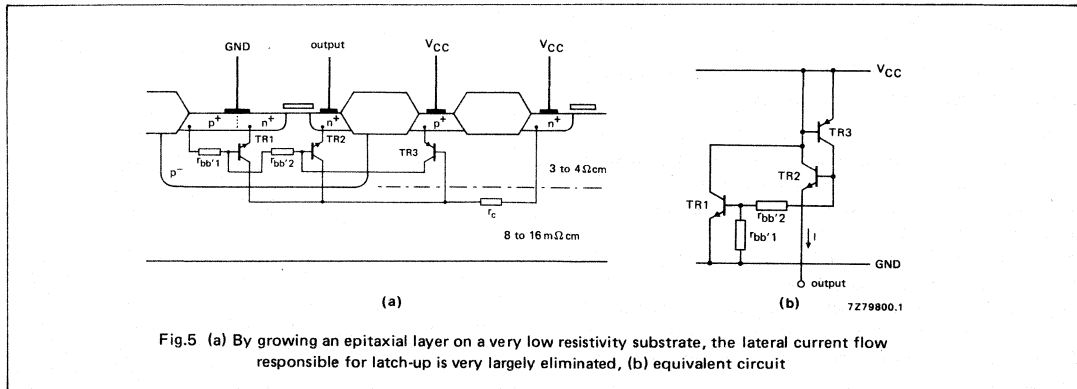 GND
output
VCC
VCC
p+
n+
n+
p+
n+
TR1
TR2
TR3
rbb'1
rbb'2
p−
3 to 4 Ωcm
rc
8 to 16 mΩ cm
(a)
VCC
TR3
TR2
TR1
rbb'2
rbb'1
I
GND
output
(b)
7Z79800.1
Fig.5 (a) By growing an epitaxial layer on a very low resistivity substrate, the lateral current flow
responsible for latch-up is very largely eliminated, (b) equivalent circuit